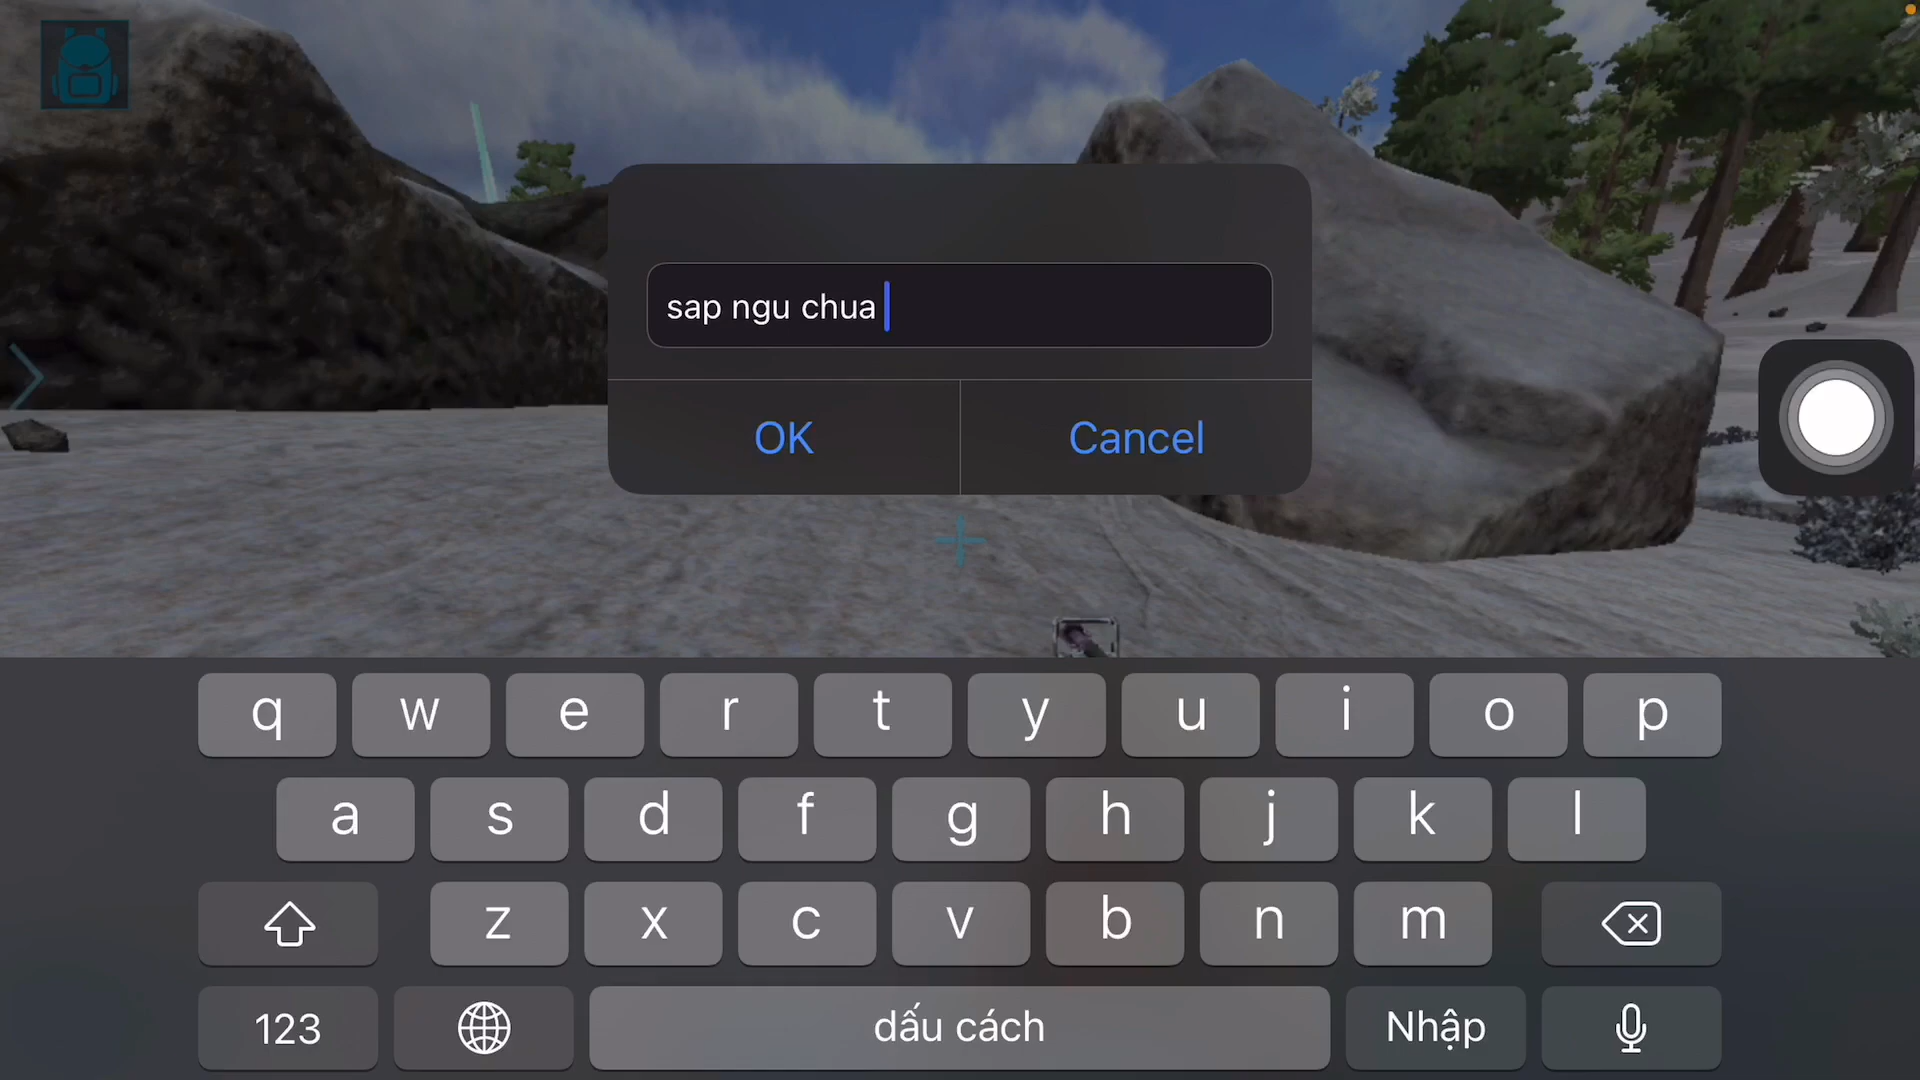 sap ngu chua
OK Cancel
q w e r t y u i o p
a s d f g h j k l
z x c v b n m
123 dấu cách Nhập